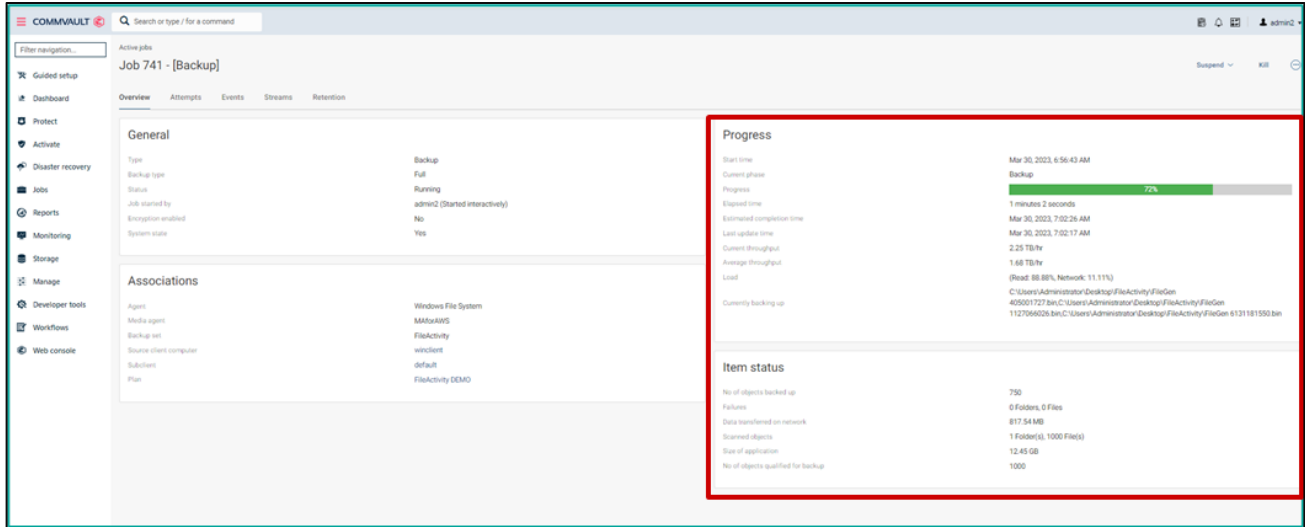 COMMVAULT
Search or type / for a command
admin2
Filter navigation...
Guided setup
Dashboard
Protect
Activate
Disaster recovery
Jobs
Reports
Monitoring
Storage
Manage
Developer tools
Workflows
Web console
Active jobs
Job 741 - [Backup]
Suspend
Kill
Overview Attempts Events Streams Retention
General
Type Backup
Backup type Full
Status Running
Job started by admin2 (Started interactively)
Encryption enabled No
System state Yes
Associations
Agent Windows File System
Media agent MAforAWS
Backup set FileActivity
Source client computer winclient
Subclient default
Plan FileActivity DEMO
Progress
Start time Mar 30, 2023, 6:56:43 AM
Current phase Backup
Progress 72%
Elapsed time 1 minutes 2 seconds
Estimated completion time Mar 30, 2023, 7:02:26 AM
Last update time Mar 30, 2023, 7:02:17 AM
Current throughput 2.25 TB/hr
Average throughput 1.68 TB/hr
Load (Read: 88.88%, Network: 11.11%)
C:\Users\Administrator\Desktop\FileActivity\FileGen
Currently backing up 405001727.bin;C:\Users\Administrator\Desktop\FileActivity\FileGen
1127066026.bin;C:\Users\Administrator\Desktop\FileActivity\FileGen 6131181550.bin
Item status
No of objects backed up 750
Failures 0 Folders, 0 Files
Data transferred on network 817.54 MB
Scanned objects 1 Folder(s), 1000 File(s)
Size of application 12.45 GB
No of objects qualified for backup 1000